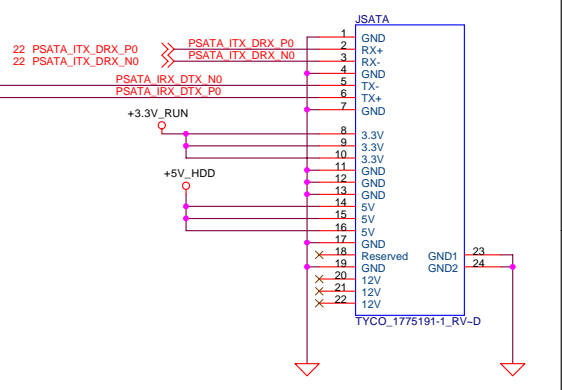 JSATA
1 GND
22 PSATA_ITX_DRX_P0 PSATA_ITX_DRX_P0 2 RX+
22 PSATA_ITX_DRX_N0 PSATA_ITX_DRX_N0 3 RX-
4 GND
PSATA_IRX_DTX_N0 5 TX-
PSATA_IRX_DTX_P0 6 TX+
7 GND
+3.3V_RUN
8 3.3V
9 3.3V
10 3.3V
11 GND
+5V_HDD 12 GND
13 GND
14 5V
15 5V
16 5V
17 GND
18 Reserved GND1 23
19 GND GND2 24
20 12V
21 12V
22 12V
TYCO_1775191-1_RV~D